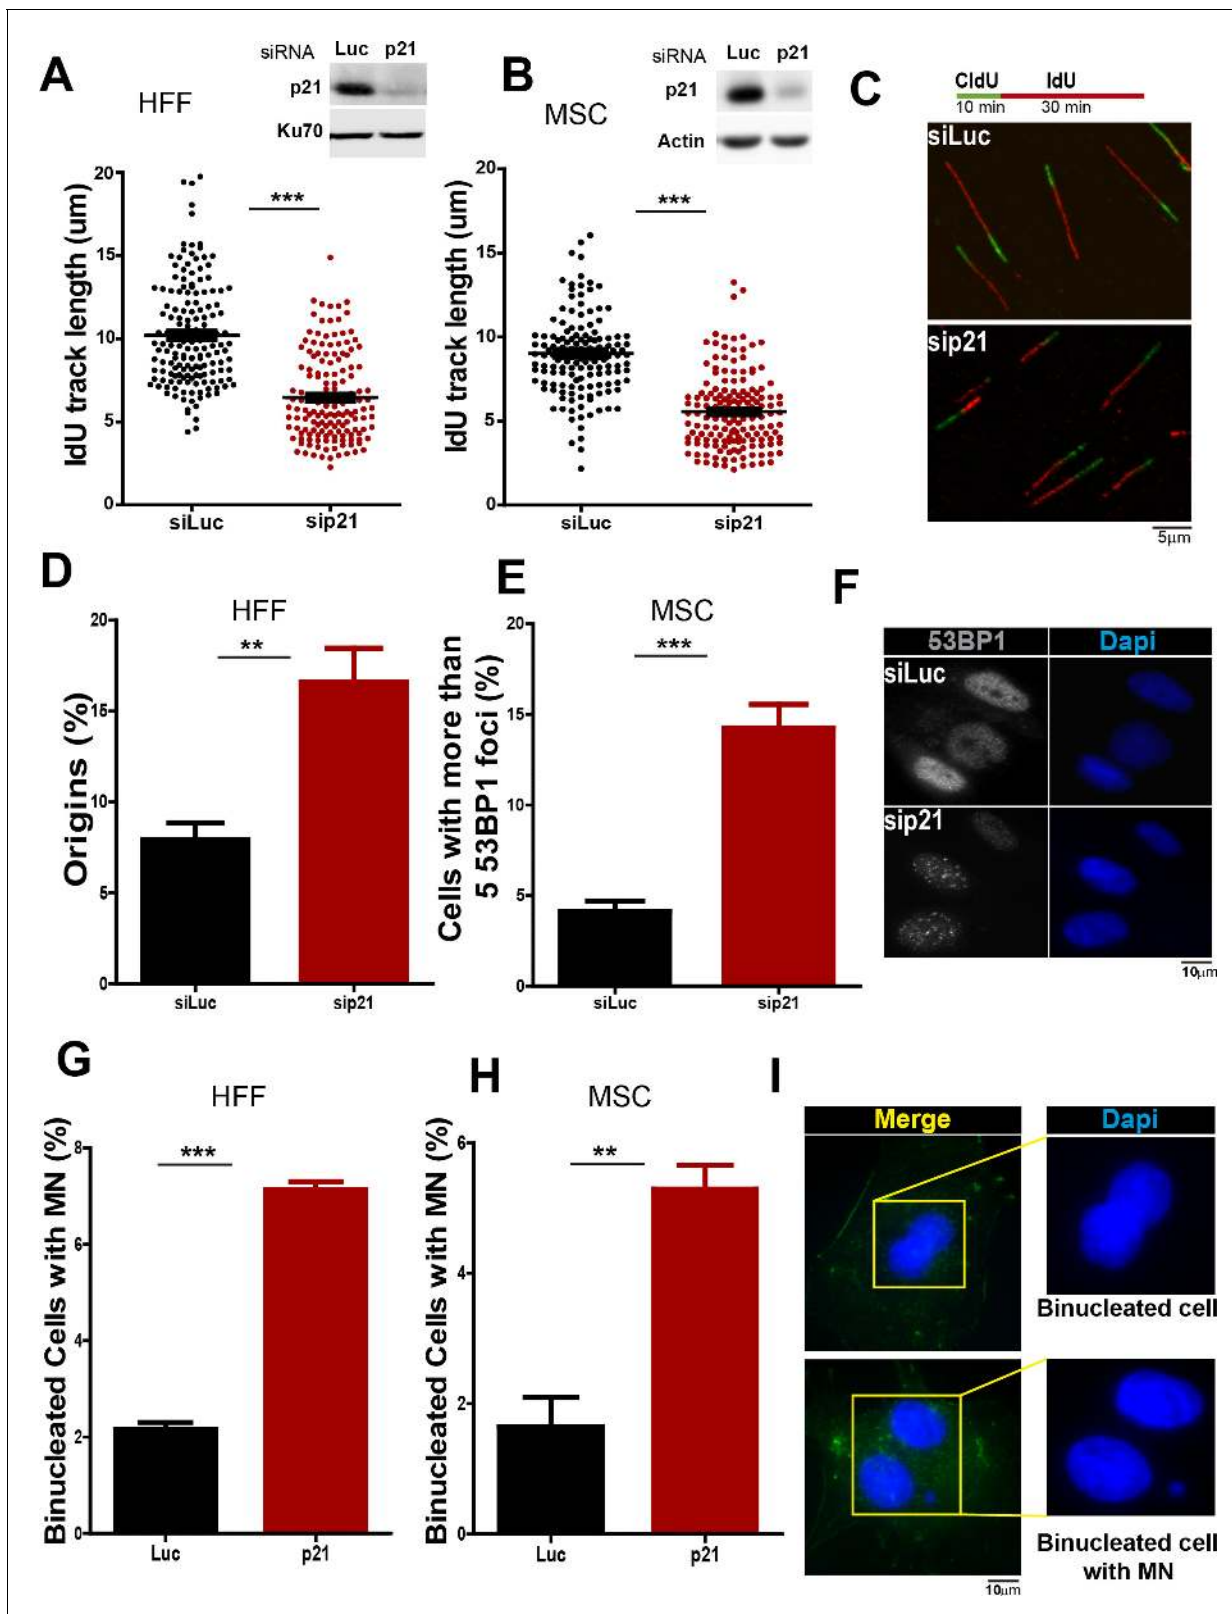 A
HFF
siRNA Luc p21
p21
Ku70
IdU track length (um)
20
15
10
5
0
***
siLuc sip21
B
MSC
siRNA Luc p21
p21
Actin
IdU track length (um)
20
15
10
5
0
***
siLuc sip21
C
CldU IdU
10 min 30 min
siLuc
sip21
5µm
D
HFF
Origins (%)
20
15
10
5
0
**
siLuc sip21
E
MSC
Cells with more than
5 53BP1 foci (%)
20
15
10
5
0
***
siLuc sip21
F
53BP1 Dapi
siLuc
sip21
10µm
G
HFF
Binucleated Cells with MN (%)
8
6
4
2
0
***
Luc p21
H
MSC
Binucleated Cells with MN (%)
6
4
2
0
**
Luc p21
I
Merge Dapi
Binucleated cell
Binucleated cell
with MN
10µm